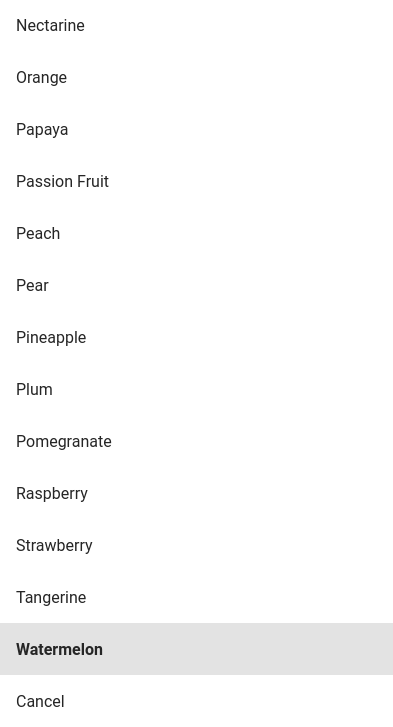 Nectarine
Orange
Papaya
Passion Fruit
Peach
Pear
Pineapple
Plum
Pomegranate
Raspberry
Strawberry
Tangerine
Watermelon
Cancel